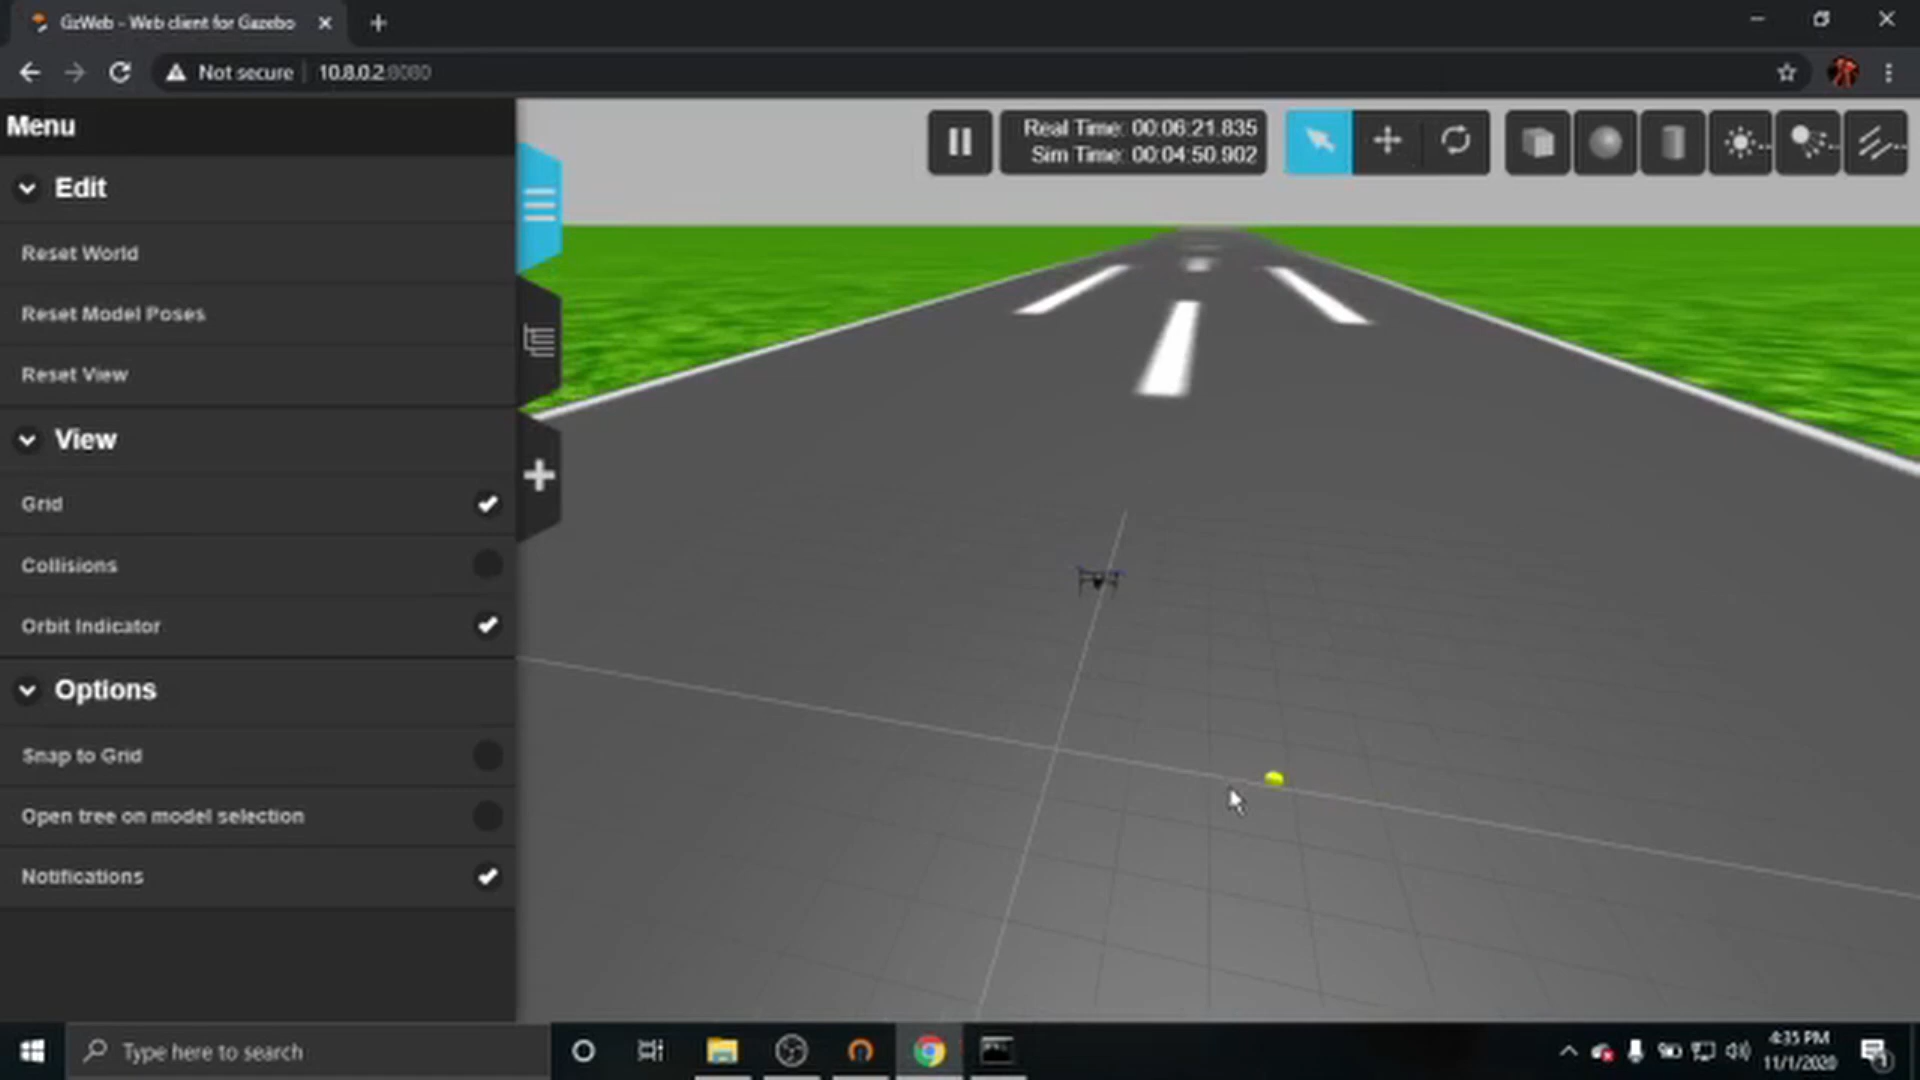 GzWeb - Web client for Gazebo
Not secure
10.8.0.2:8080
Menu
Real Time: 00:06:21.835
Sim Time: 00:04:50.902
Edit
Reset World
Reset Model Poses
Reset View
View
Grid
Collisions
Orbit Indicator
Options
Snap to Grid
Open tree on model selection
Notifications
Type here to search
4:35 PM
11/1/2020